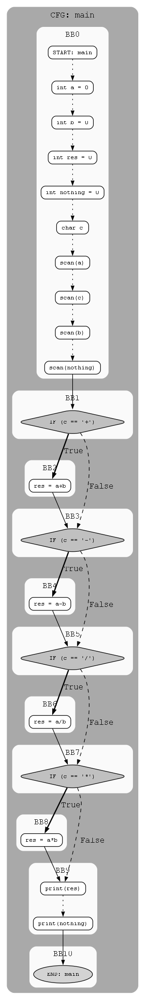 CFG: main
BB0
START: main
int a = 0
int b = 0
int res = 0
int nothing = 0
char c
scan(a)
scan(c)
scan(b)
scan(nothing)
BB1
IF (c == '+')
True
BB2
res = a+b
False
BB3
IF (c == '-')
True
BB4
res = a-b
False
BB5
IF (c == '/')
True
BB6
res = a/b
False
BB7
IF (c == '*')
True
BB8
res = a*b
False
BB9
print(res)
print(nothing)
BB10
END: main